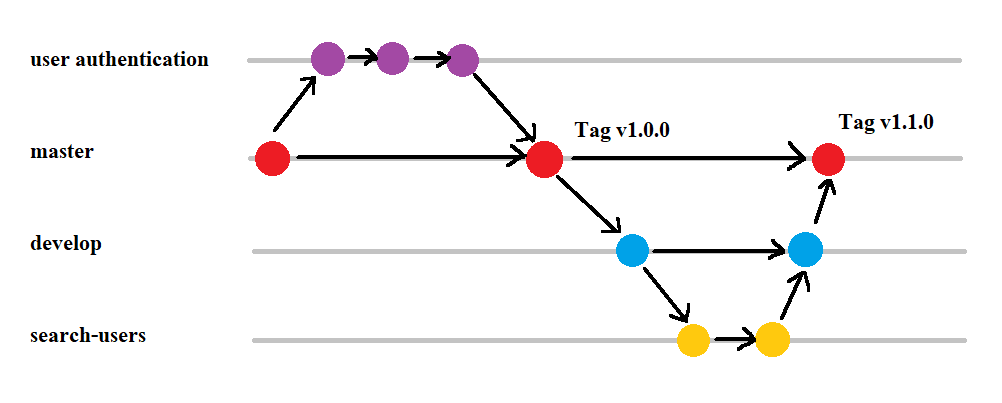 user authentication
Tag v1.1.0
Tag v1.0.0
master
develop
search-users